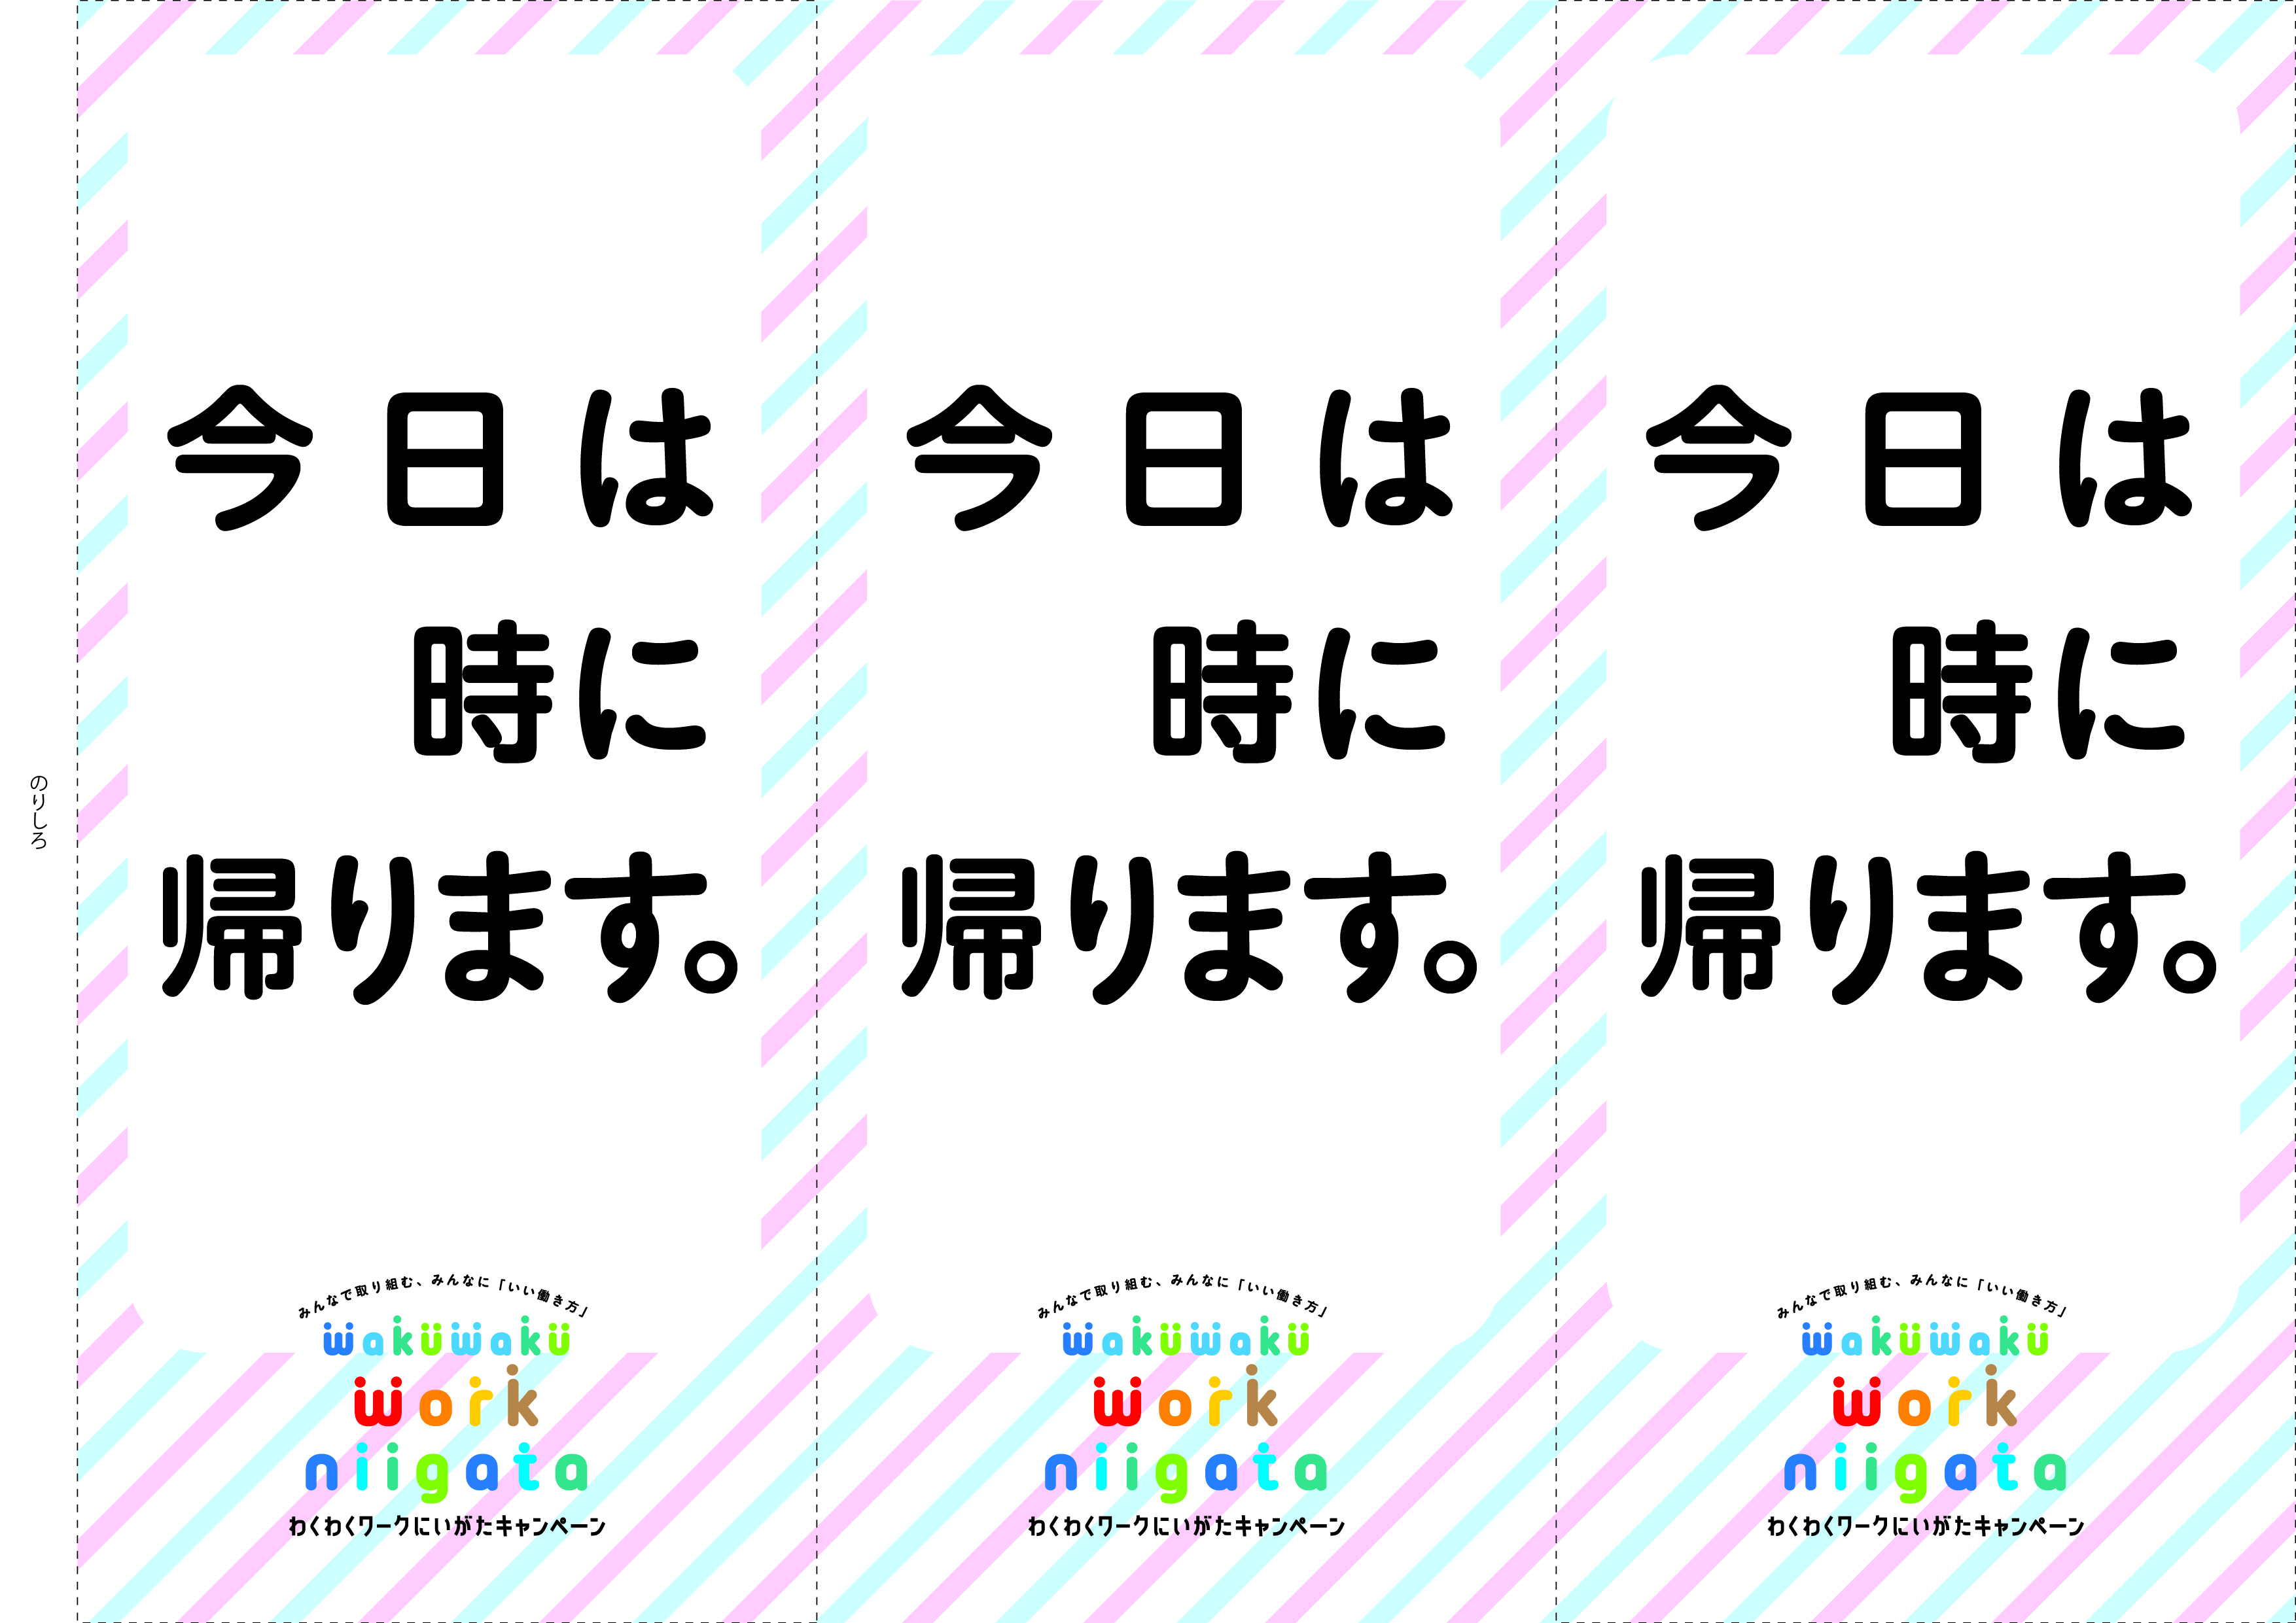 のりしろ
今日は
時に
帰ります。
みんなで取り組む、みんなに「いい働き方」
wakuwaku
work
niigata
わくわくワークにいがたキャンペーン
今日は
時に
帰ります。
みんなで取り組む、みんなに「いい働き方」
wakuwaku
work
niigata
わくわくワークにいがたキャンペーン
今日は
時に
帰ります。
みんなで取り組む、みんなに「いい働き方」
wakuwaku
work
niigata
わくわくワークにいがたキャンペーン